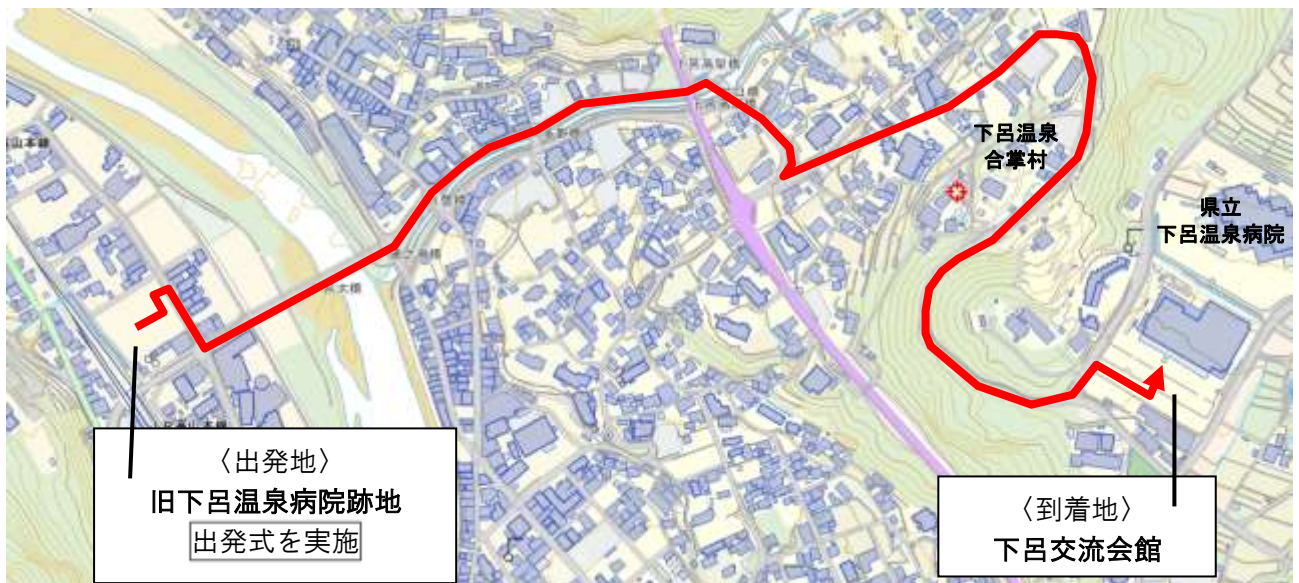 下呂温泉
合掌村
県立
下呂温泉病院
〈出発地〉
旧下呂温泉病院跡地
出発式を実施
〈到着地〉
下呂交流会館